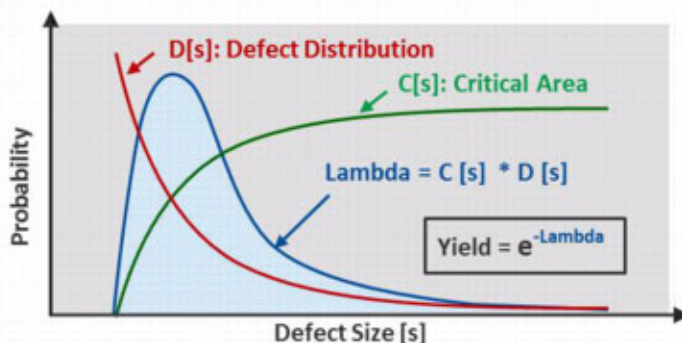 D[s]: Defect Distribution
C[s]: Critical Area
Lambda = C [s] * D [s]
Yield = e^-Lambda
Probability
Defect Size [s]